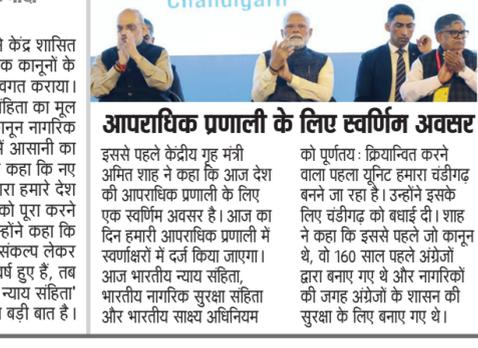 Chandigarh
आपराधिक प्रणाली के लिए स्वर्णिम अवसर
केंद्र शासित
क कानूनों के
वगत कराया।
हिता का मूल
नून नागरिक
में आसानी का
कहा कि नए
रा हमारे देश
को पूरा करने
न्होंने कहा कि
संकल्प लेकर
वर्ष हुए हैं, तब
न्याय संहिता'
बड़ी बात है।
इससे पहले केंद्रीय गृह मंत्री
अमित शाह ने कहा कि आज देश
की आपराधिक प्रणाली के लिए
एक स्वर्णिम अवसर है। आज का
दिन हमारी आपराधिक प्रणाली में
स्वर्णाक्षरों में दर्ज किया जाएगा।
आज भारतीय न्याय संहिता,
भारतीय नागरिक सुरक्षा संहिता
और भारतीय साक्ष्य अधिनियम
को पूर्णतय: क्रियान्वित करने
वाला पहला यूनिट हमारा चंडीगढ़
बनने जा रहा है। उन्होंने इसके
लिए चंडीगढ़ को बधाई दी। शाह
ने कहा कि इससे पहले जो कानून
थे, वो 160 साल पहले अंग्रेजों
द्वारा बनाए गए थे और नागरिकों
की जगह अंग्रेजों के शासन की
सुरक्षा के लिए बनाए गए थे।